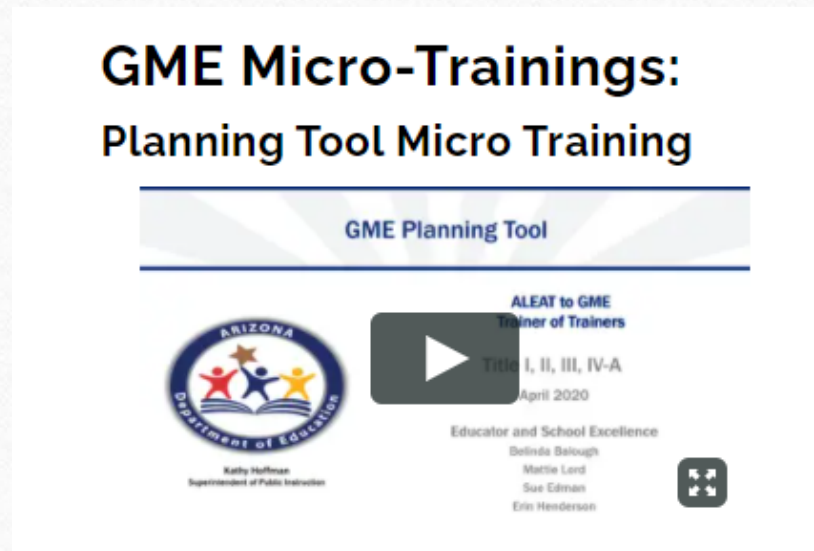 GME Micro-Trainings:
Planning Tool Micro Training
GME Planning Tool
ALEAT to GME
Trainer of Trainers
Title I, II, III, IV-A
April 2020
Educator and School Excellence
Belinda Balough
Mattie Lord
Sue Edman
Erin Henderson
ARIZONA
Department of Education
Kathy Hoffman
Superintendent of Public Instruction